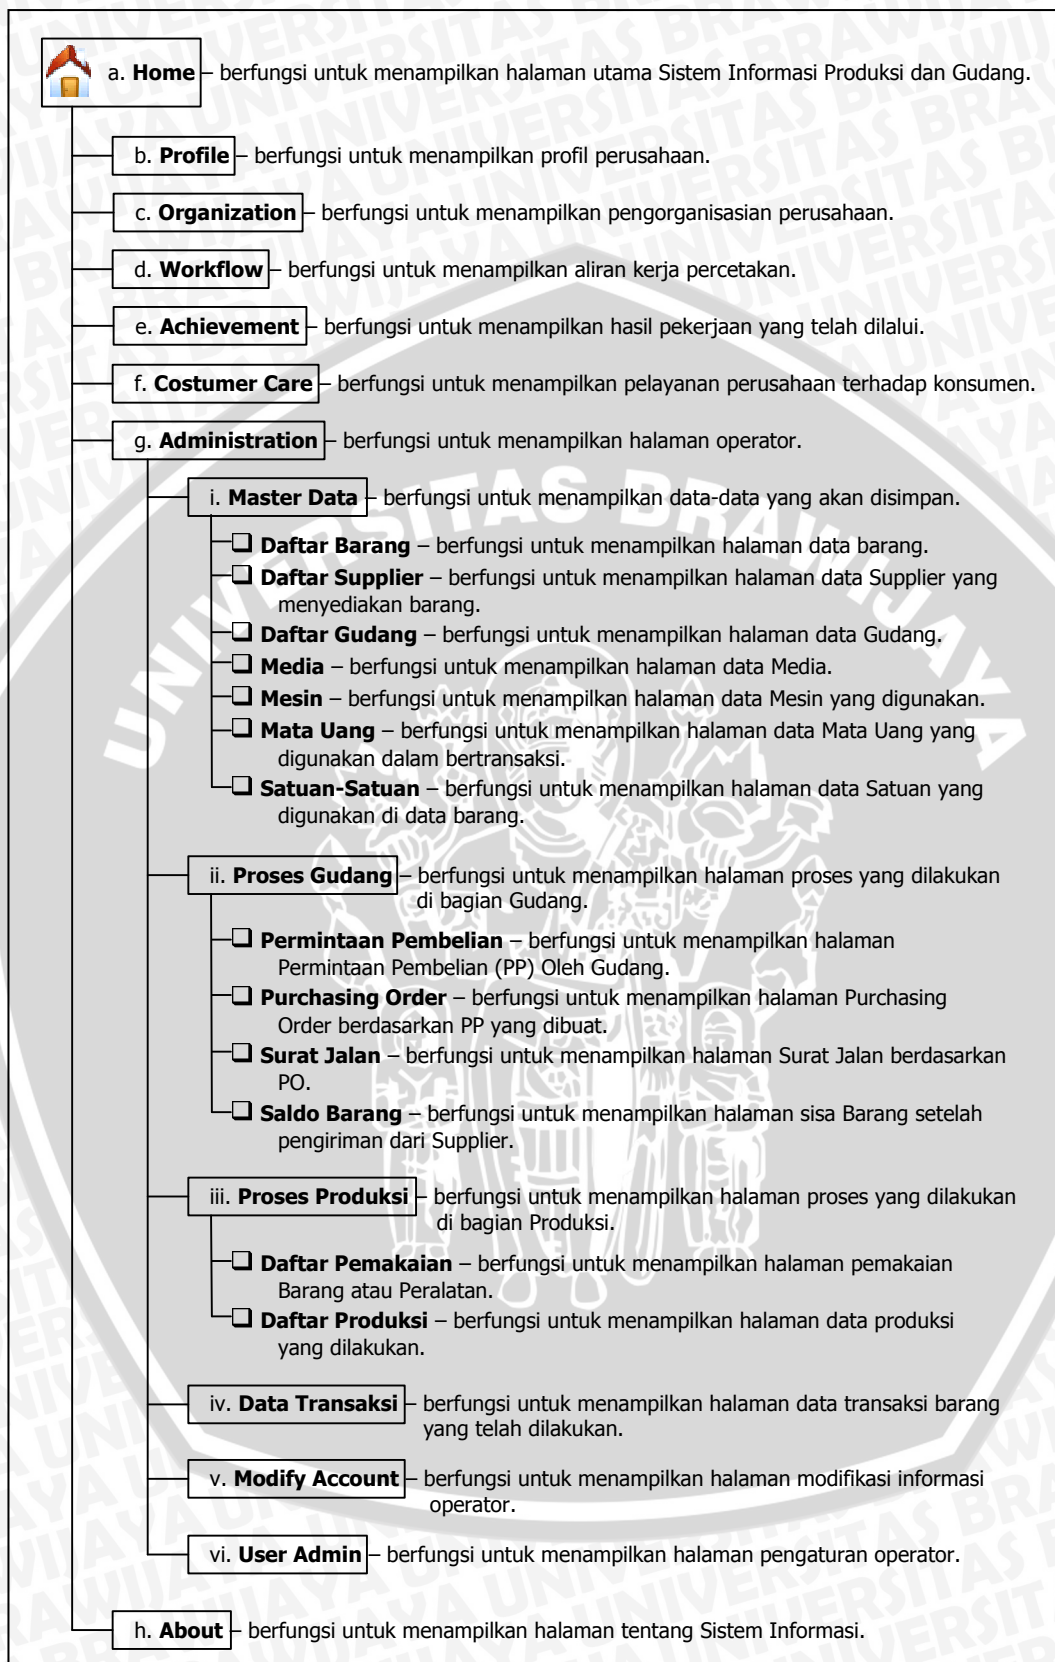 a. Home – berfungsi untuk menampilkan halaman utama Sistem Informasi Produksi dan Gudang.
b. Profile – berfungsi untuk menampilkan profil perusahaan.
c. Organization – berfungsi untuk menampilkan pengorganisasian perusahaan.
d. Workflow – berfungsi untuk menampilkan aliran kerja percetakan.
e. Achievement – berfungsi untuk menampilkan hasil pekerjaan yang telah dilalui.
f. Costumer Care – berfungsi untuk menampilkan pelayanan perusahaan terhadap konsumen.
g. Administration – berfungsi untuk menampilkan halaman operator.
i. Master Data – berfungsi untuk menampilkan data-data yang akan disimpan.
Daftar Barang – berfungsi untuk menampilkan halaman data barang.
Daftar Supplier – berfungsi untuk menampilkan halaman data Supplier yang
menyediakan barang.
Daftar Gudang – berfungsi untuk menampilkan halaman data Gudang.
Media – berfungsi untuk menampilkan halaman data Media.
Mesin – berfungsi untuk menampilkan halaman data Mesin yang digunakan.
Mata Uang – berfungsi untuk menampilkan halaman data Mata Uang yang
digunakan dalam bertransaksi.
Satuan-Satuan – berfungsi untuk menampilkan halaman data Satuan yang
digunakan di data barang.
ii. Proses Gudang – berfungsi untuk menampilkan halaman proses yang dilakukan
di bagian Gudang.
Permintaan Pembelian – berfungsi untuk menampilkan halaman
Permintaan Pembelian (PP) Oleh Gudang.
Purchasing Order – berfungsi untuk menampilkan halaman Purchasing
Order berdasarkan PP yang dibuat.
Surat Jalan – berfungsi untuk menampilkan halaman Surat Jalan berdasarkan
PO.
Saldo Barang – berfungsi untuk menampilkan halaman sisa Barang setelah
pengiriman dari Supplier.
iii. Proses Produksi – berfungsi untuk menampilkan halaman proses yang dilakukan
di bagian Produksi.
Daftar Pemakaian – berfungsi untuk menampilkan halaman pemakaian
Barang atau Peralatan.
Daftar Produksi – berfungsi untuk menampilkan halaman data produksi
yang dilakukan.
iv. Data Transaksi – berfungsi untuk menampilkan halaman data transaksi barang
yang telah dilakukan.
v. Modify Account – berfungsi untuk menampilkan halaman modifikasi informasi
operator.
vi. User Admin – berfungsi untuk menampilkan halaman pengaturan operator.
h. About – berfungsi untuk menampilkan halaman tentang Sistem Informasi.
UNIVERSITAS BRAWIJAYA